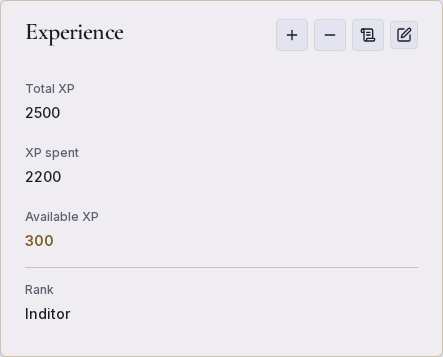 Experience
Total XP
2500
XP spent
2200
Available XP
300
Rank
Inditor